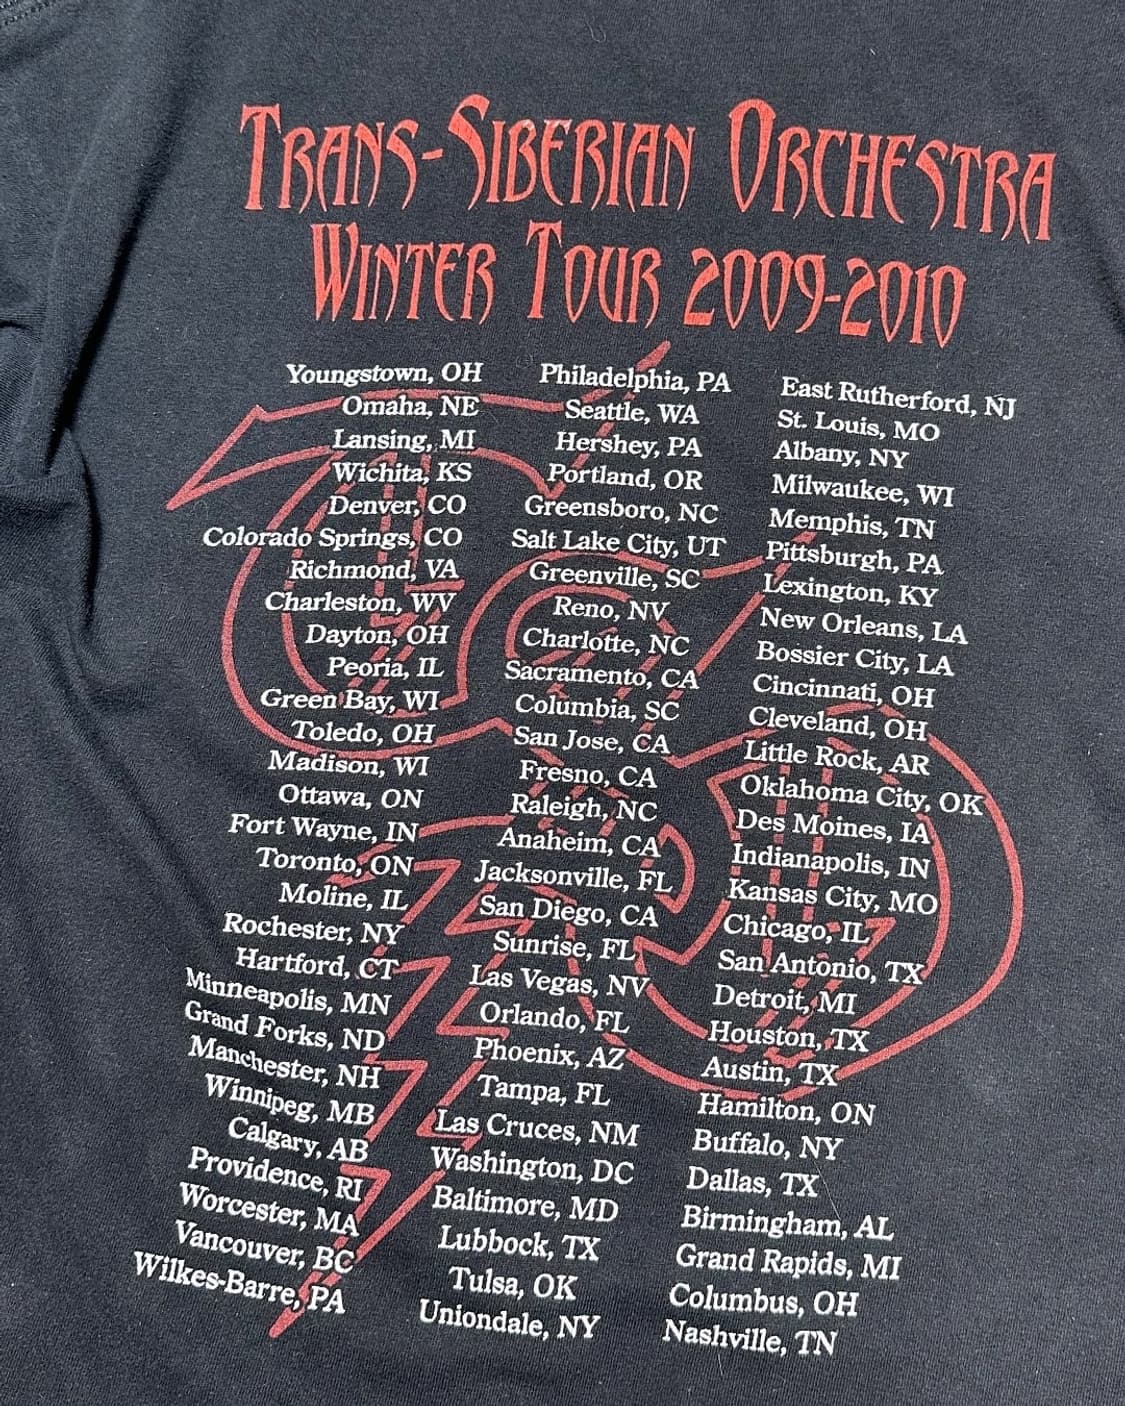 Trans-Siberian Orchestra
Winter Tour 2009-2010
Youngstown, OH
Omaha, NE
Lansing, MI
Wichita, KS
Denver, CO
Colorado Springs, CO
Richmond, VA
Charleston, WV
Dayton, OH
Peoria, IL
Green Bay, WI
Toledo, OH
Madison, WI
Ottawa, ON
Fort Wayne, IN
Toronto, ON
Moline, IL
Rochester, NY
Hartford, CT
Minneapolis, MN
Grand Forks, ND
Manchester, NH
Winnipeg, MB
Calgary, AB
Providence, RI
Worcester, MA
Vancouver, BC
Wilkes-Barre, PA
Philadelphia, PA
Seattle, WA
Hershey, PA
Portland, OR
Greensboro, NC
Salt Lake City, UT
Greenville, SC
Reno, NV
Charlotte, NC
Sacramento, CA
Columbia, SC
San Jose, CA
Fresno, CA
Raleigh, NC
Anaheim, CA
Jacksonville, FL
San Diego, CA
Sunrise, FL
Las Vegas, NV
Orlando, FL
Phoenix, AZ
Tampa, FL
Las Cruces, NM
Washington, DC
Baltimore, MD
Lubbock, TX
Tulsa, OK
Uniondale, NY
East Rutherford, NJ
St. Louis, MO
Albany, NY
Milwaukee, WI
Memphis, TN
Pittsburgh, PA
Lexington, KY
New Orleans, LA
Bossier City, LA
Cincinnati, OH
Cleveland, OH
Little Rock, AR
Oklahoma City, OK
Des Moines, IA
Indianapolis, IN
Kansas City, MO
Chicago, IL
San Antonio, TX
Detroit, MI
Houston, TX
Austin, TX
Hamilton, ON
Buffalo, NY
Dallas, TX
Birmingham, AL
Grand Rapids, MI
Columbus, OH
Nashville, TN